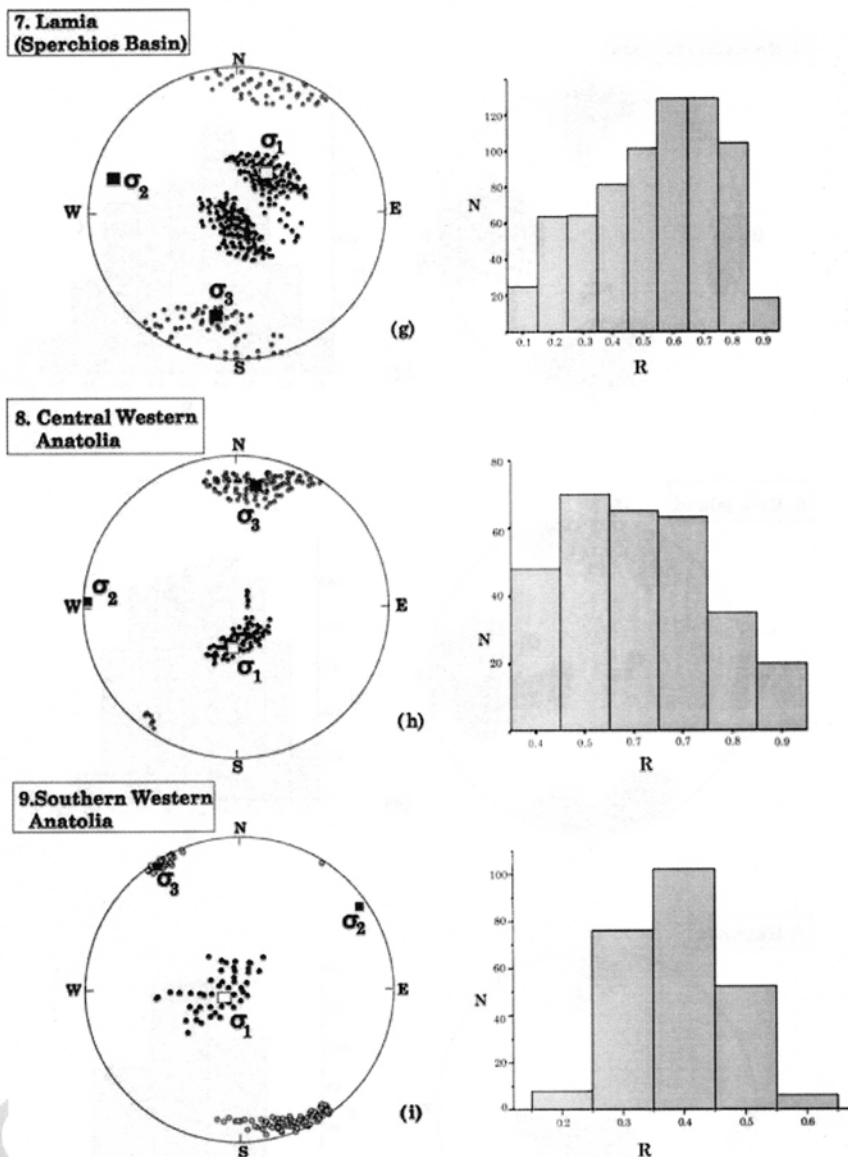 7. Lamia
(Sperchios Basin)
N
σ1
σ2
W
E
σ3
S
(g)
120
100
80
N
60
40
20
0.1 0.2 0.3 0.4 0.5 0.6 0.7 0.8 0.9
R
8. Central Western
Anatolia
N
σ3
σ2
W
E
σ1
S
(h)
80
60
40
N
20
0.4 0.5 0.7 0.7 0.8 0.9
R
9.Southern Western
Anatolia
N
σ3
σ2
W
E
σ1
S
(i)
100
80
60
N
40
20
0
0.2 0.3 0.4 0.5 0.6
R